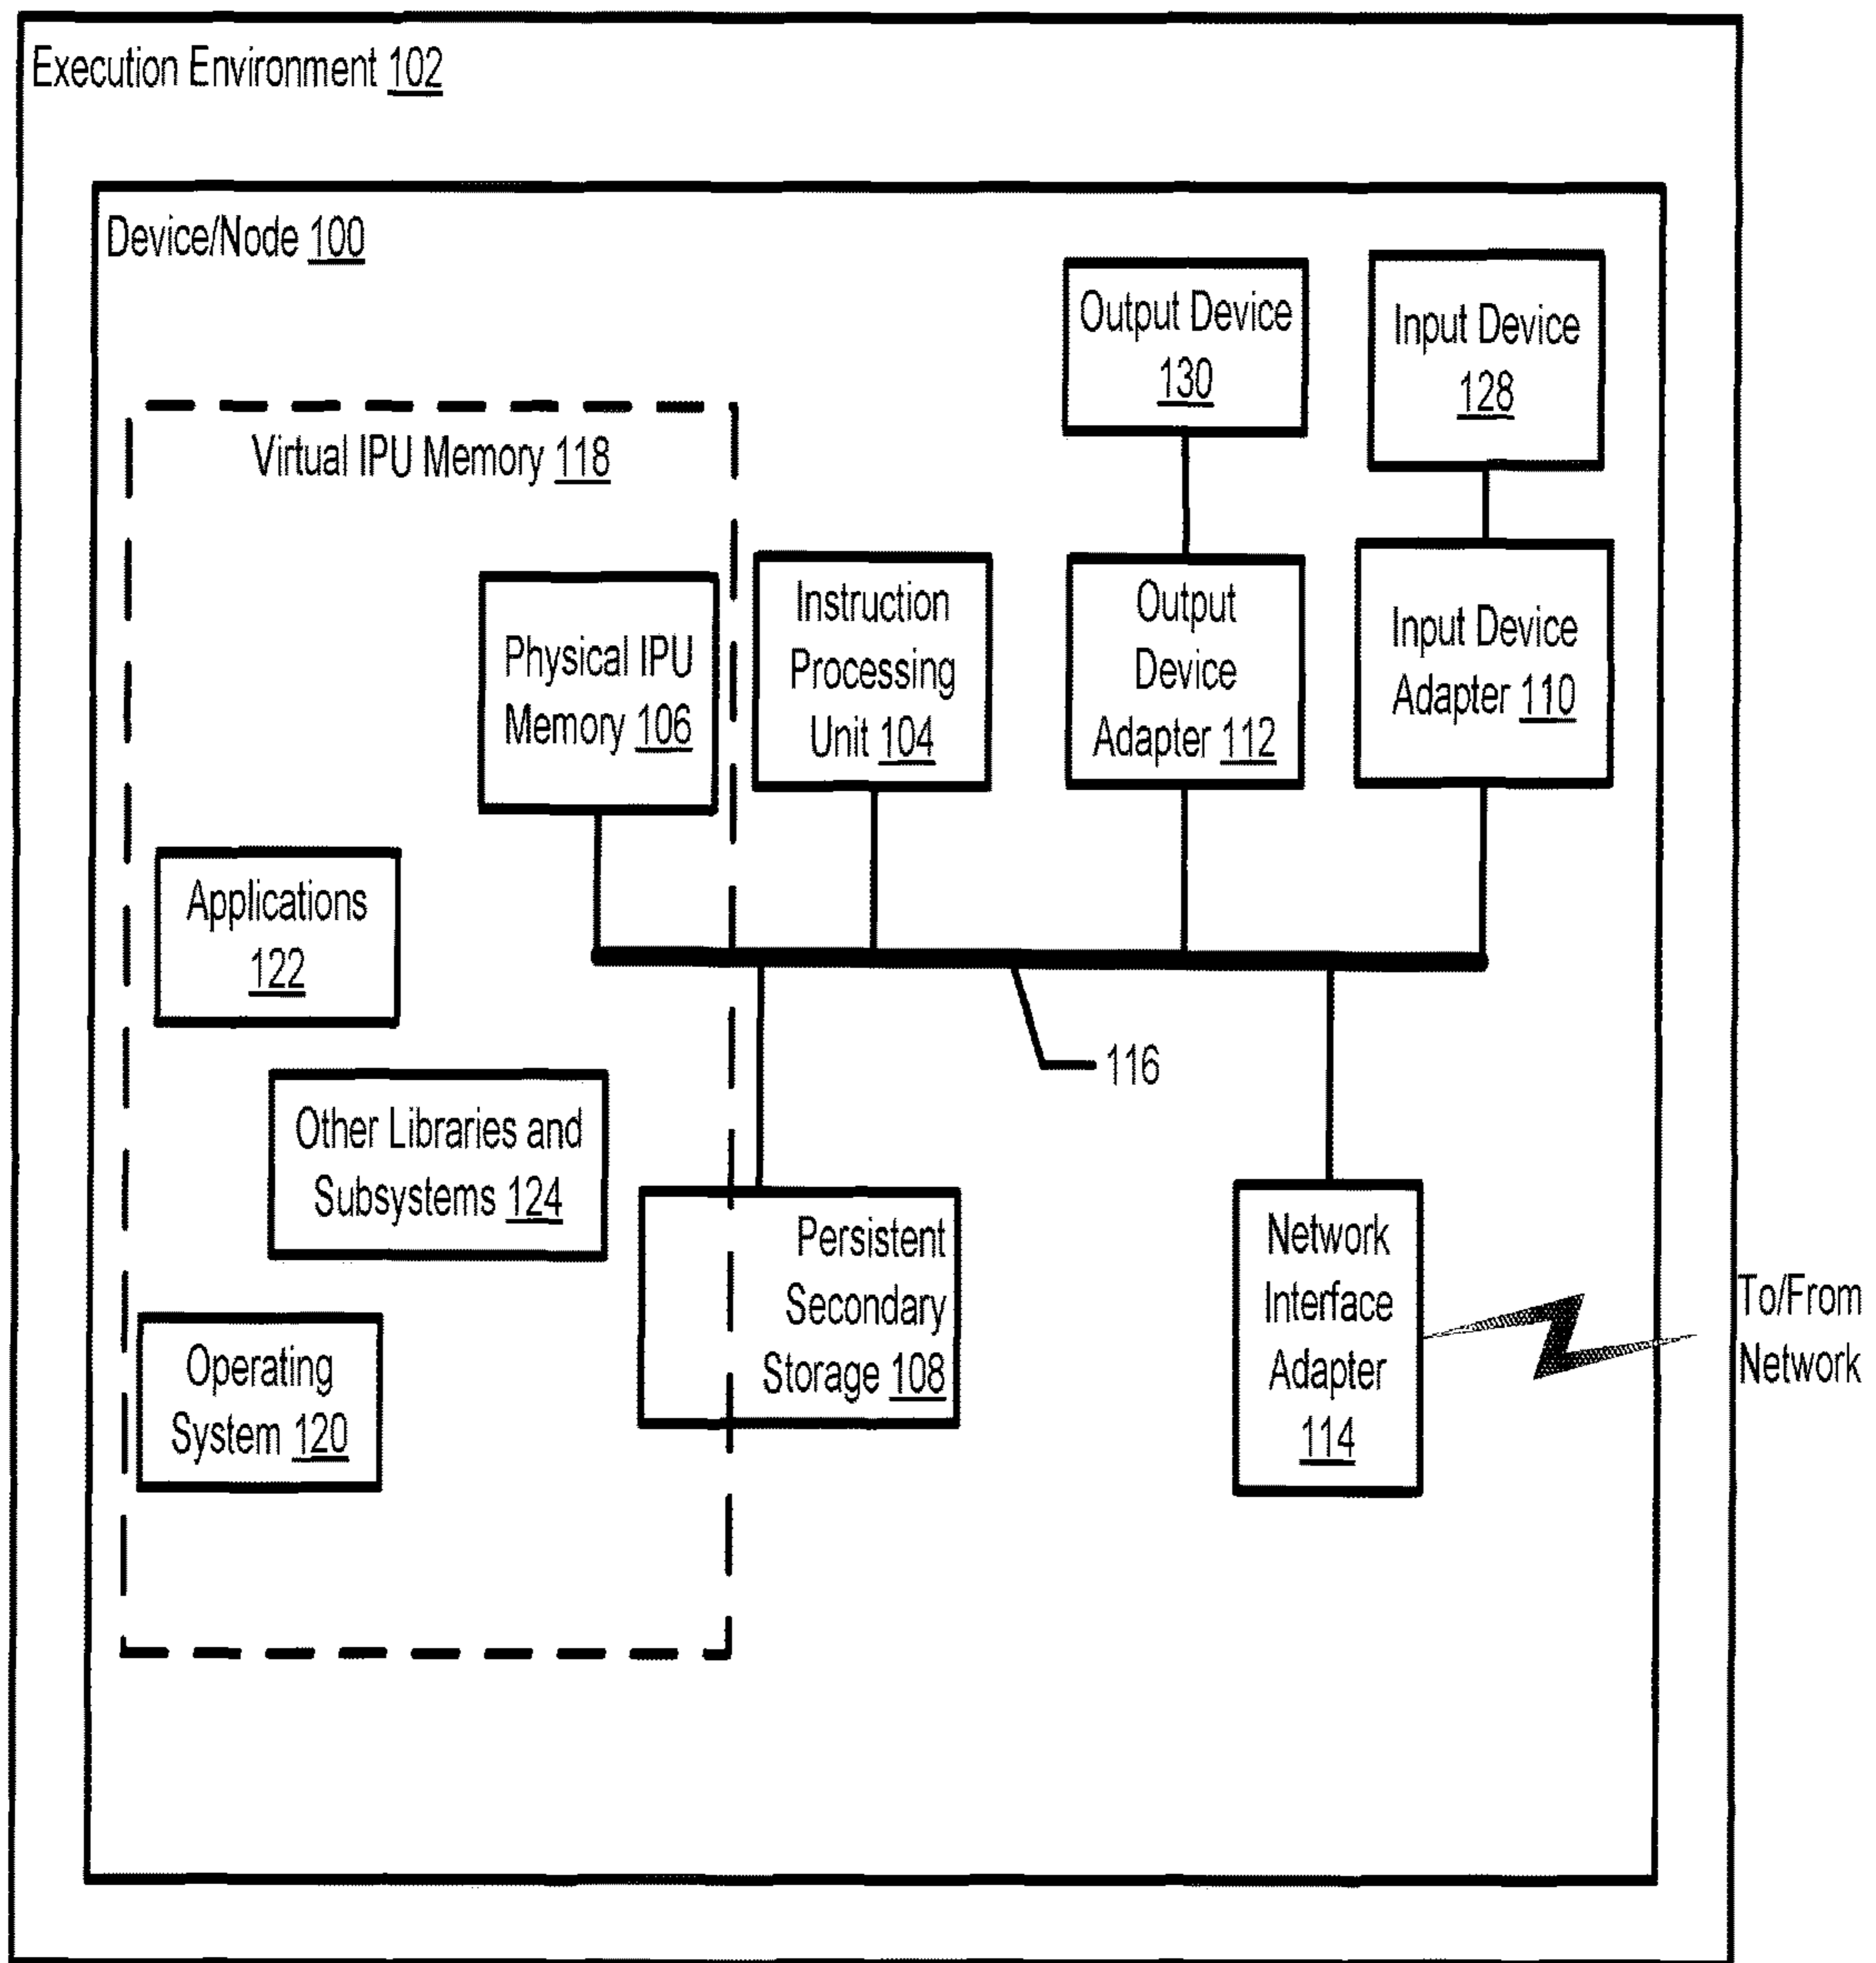 Execution Environment 102
Device/Node 100
Output Device
130
Input Device
128
Virtual IPU Memory 118
Physical IPU
Memory 106
Instruction
Processing
Unit 104
Output
Device
Adapter 112
Input Device
Adapter 110
Applications
122
116
Other Libraries and
Subsystems 124
Persistent
Secondary
Storage 108
Network
Interface
Adapter
114
To/From
Network
Operating
System 120